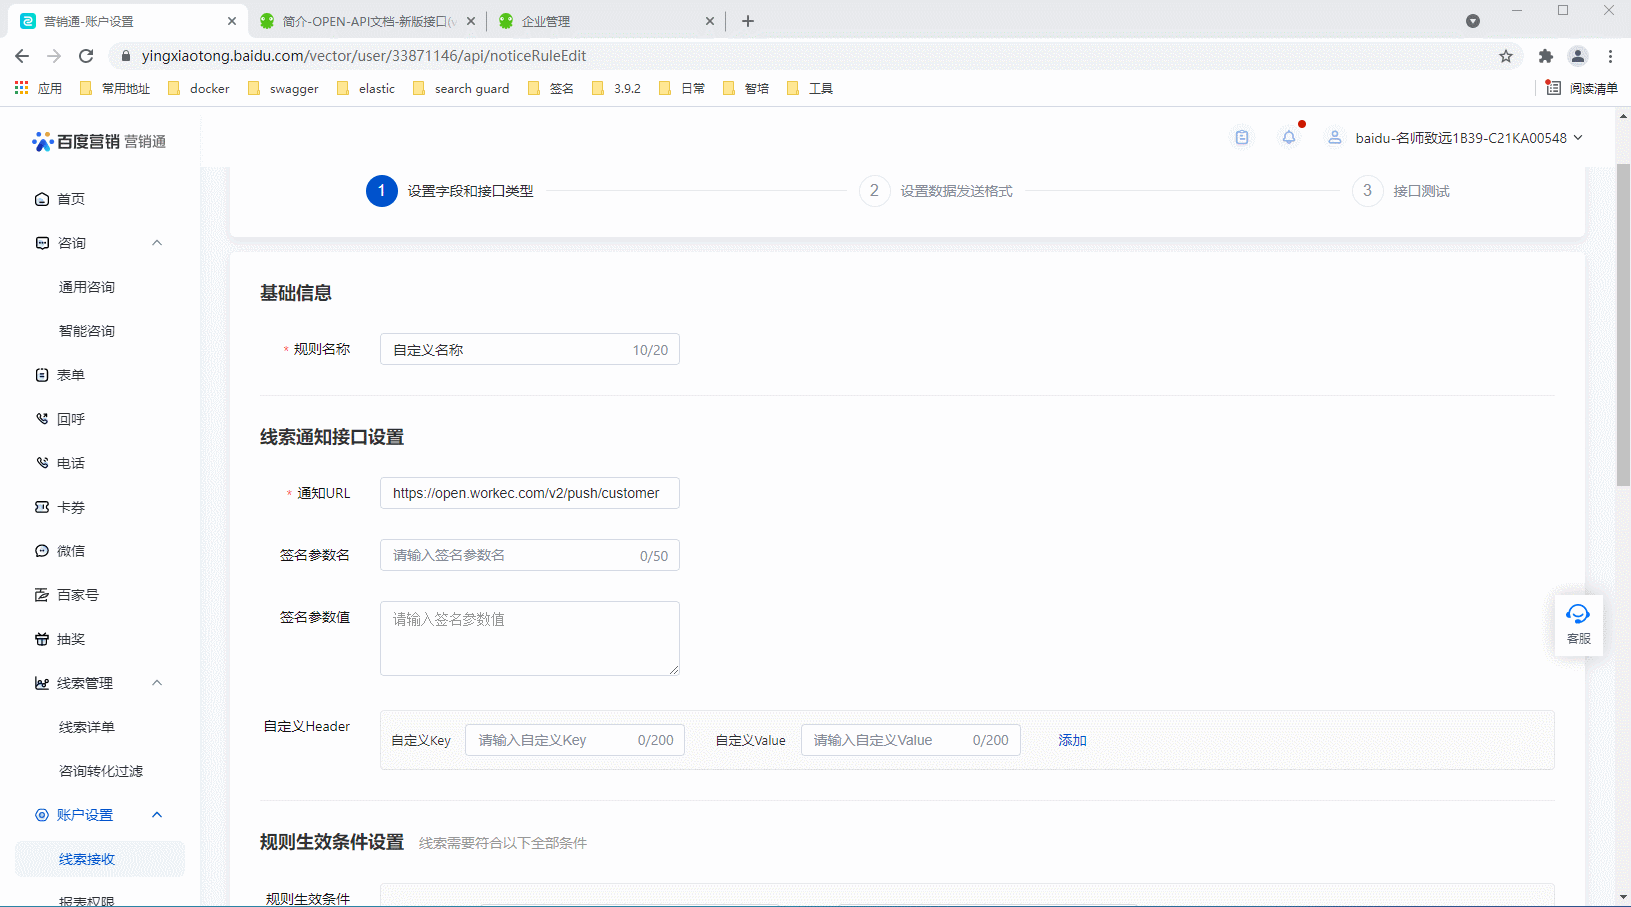 营销通-账户设置
简介-OPEN-API文档-新版接口(v
企业管理
yingxiaotong.baidu.com/vector/user/33871146/api/noticeRuleEdit
应用
常用地址
docker
swagger
elastic
search guard
签名
3.9.2
日常
智培
工具
阅读清单
百度营销 营销通
baidu-名师致远1B39-C21KA00548
首页
咨询
通用咨询
智能咨询
表单
回呼
电话
卡券
微信
百家号
抽奖
线索管理
线索详单
咨询转化过滤
账户设置
线索接收
报表权限
1 设置字段和接口类型
2 设置数据发送格式
3 接口测试
基础信息
* 规则名称 自定义名称 10/20
线索通知接口设置
* 通知URL https://open.workec.com/v2/push/customer
签名参数名 请输入签名参数名 0/50
签名参数值 请输入签名参数值
自定义Header 自定义Key 请输入自定义Key 0/200 自定义Value 请输入自定义Value 0/200 添加
规则生效条件设置 线索需要符合以下全部条件
规则生效条件
客服